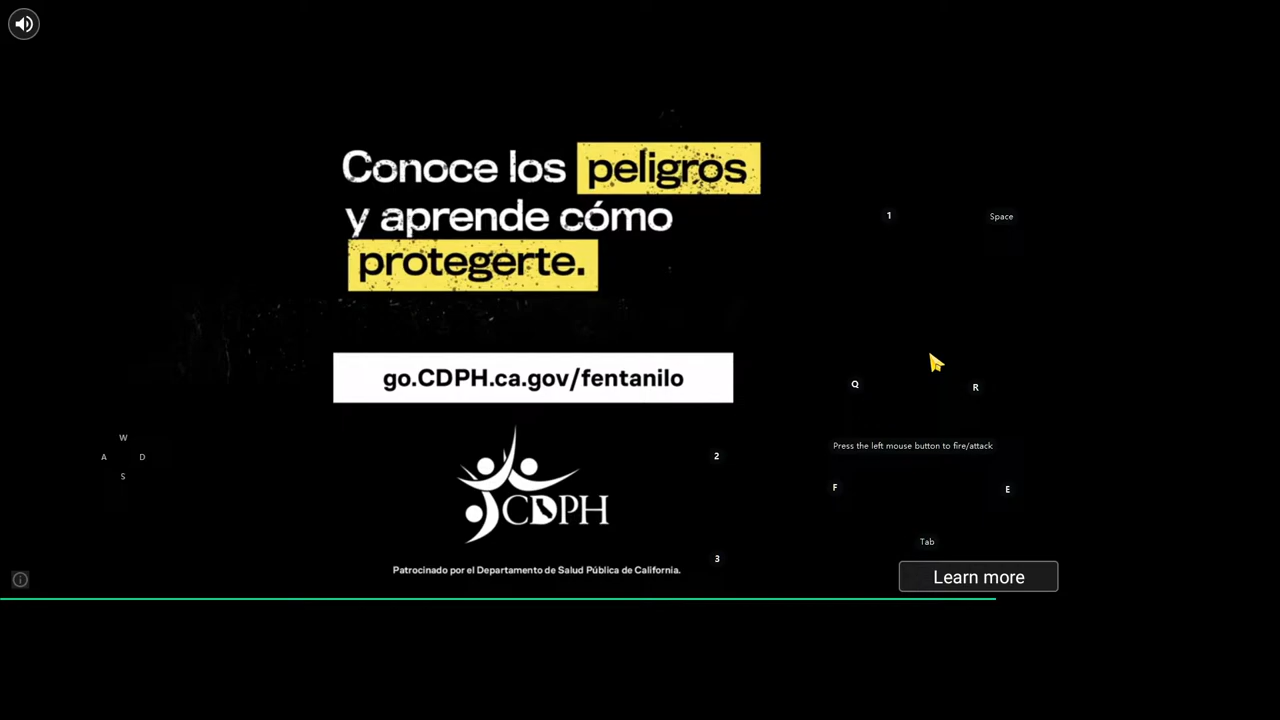 Conoce los peligros
y aprende cómo
protegerte.
1
Space
go.CDPH.ca.gov/fentanilo
Q
R
W
A
D
S
Press the left mouse button to fire/attack
2
F
E
CDPH
Tab
3
Patrocinado por el Departamento de Salud Pública de California.
Learn more